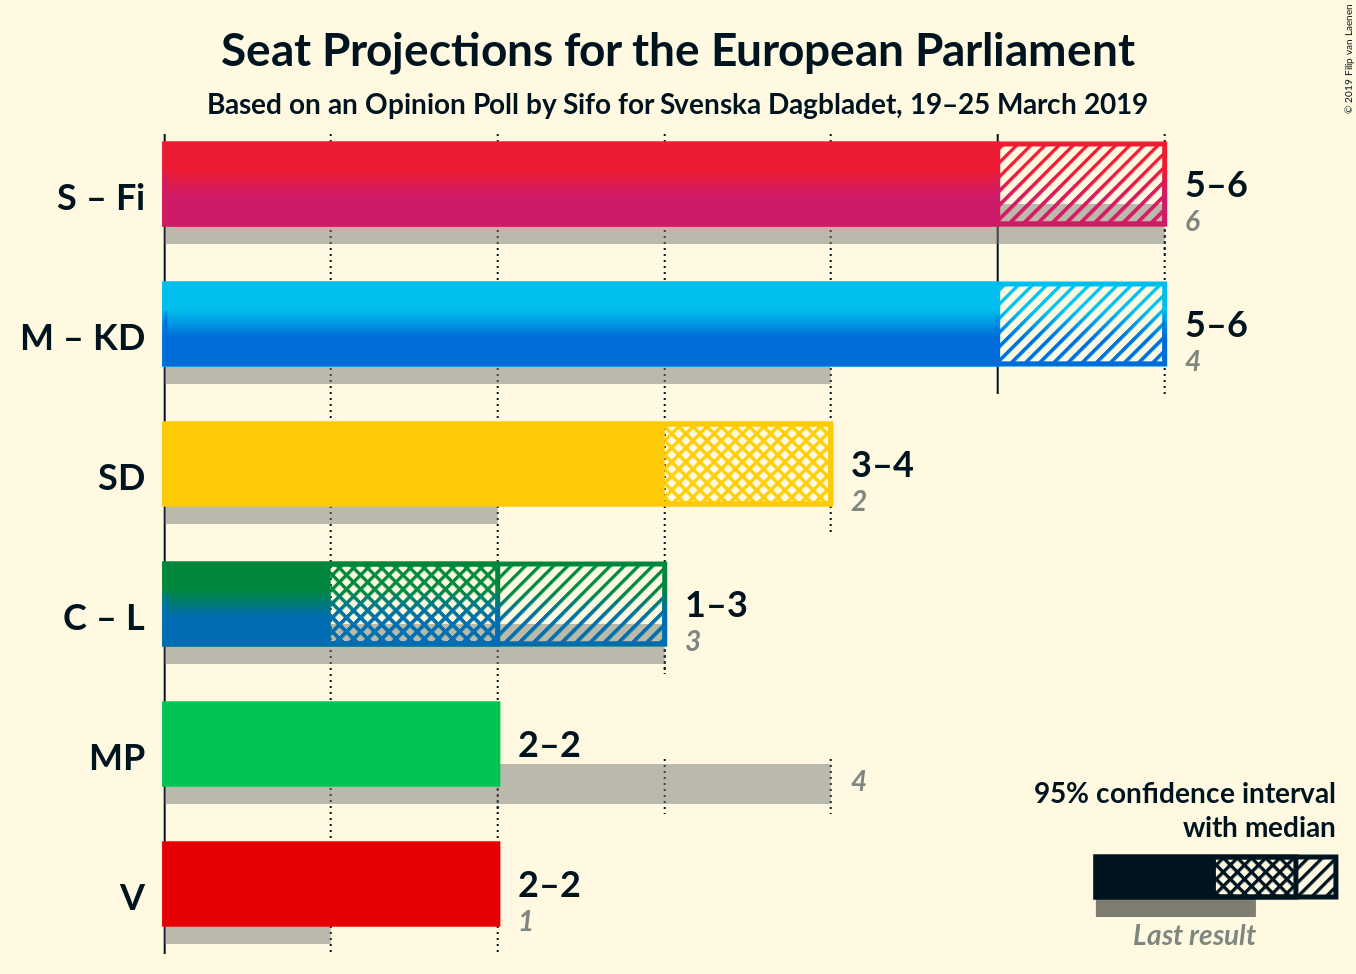 Seat Projections for the European Parliament
Based on an Opinion Poll by Sifo for Svenska Dagbladet, 19–25 March 2019
© 2019 Filip van Laenen
S – Fi
5–6
6
M – KD
5–6
4
SD
3–4
2
C – L
1–3
3
MP
2–2
4
V
2–2
1
95% confidence interval
with median
Last result